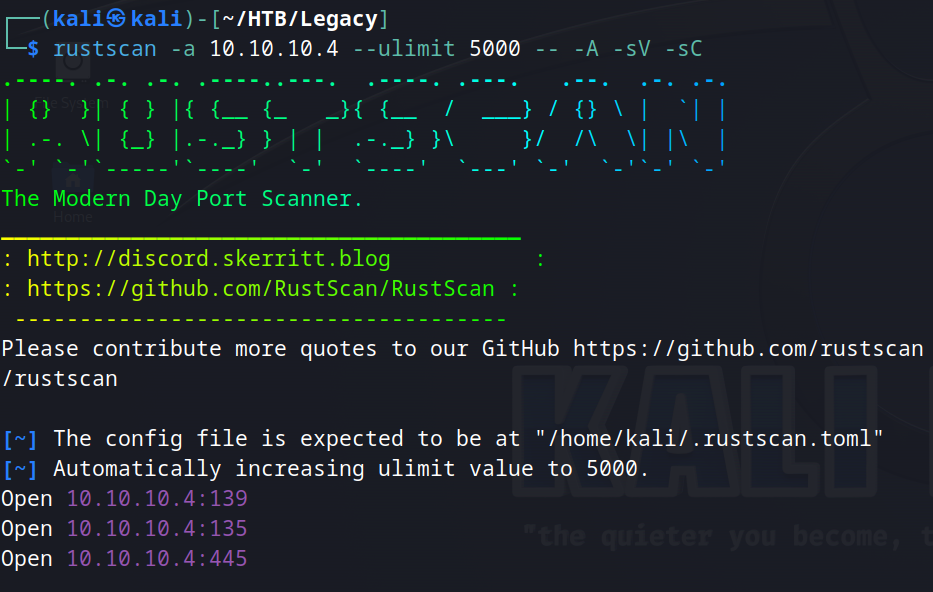 ┌──(kali㉿kali)-[~/HTB/Legacy]
└─$ rustscan -a 10.10.10.4 --ulimit 5000 -- -A -sV -sC
.----. .-. .-. .----..---.  .----. .---.   .--.  .-. .-.
| {}  }| { } |{ {__ {_   _}{ {__  /  ___} / {} \ |  `| |
| .-. \| {_} |.-._} } | |  .-._} }\     }/  /\  \| |\  |
`-' `-'`-----'`----'  `-'  `----'  `---' `-'  `-'`-' `-'
The Modern Day Port Scanner.
________________________________________
: http://discord.skerritt.blog           :
: https://github.com/RustScan/RustScan :
 --------------------------------------
Please contribute more quotes to our GitHub https://github.com/rustscan
/rustscan
[~] The config file is expected to be at "/home/kali/.rustscan.toml"
[~] Automatically increasing ulimit value to 5000.
Open 10.10.10.4:139
Open 10.10.10.4:135
Open 10.10.10.4:445
Home
KALI
"the quieter you become, t